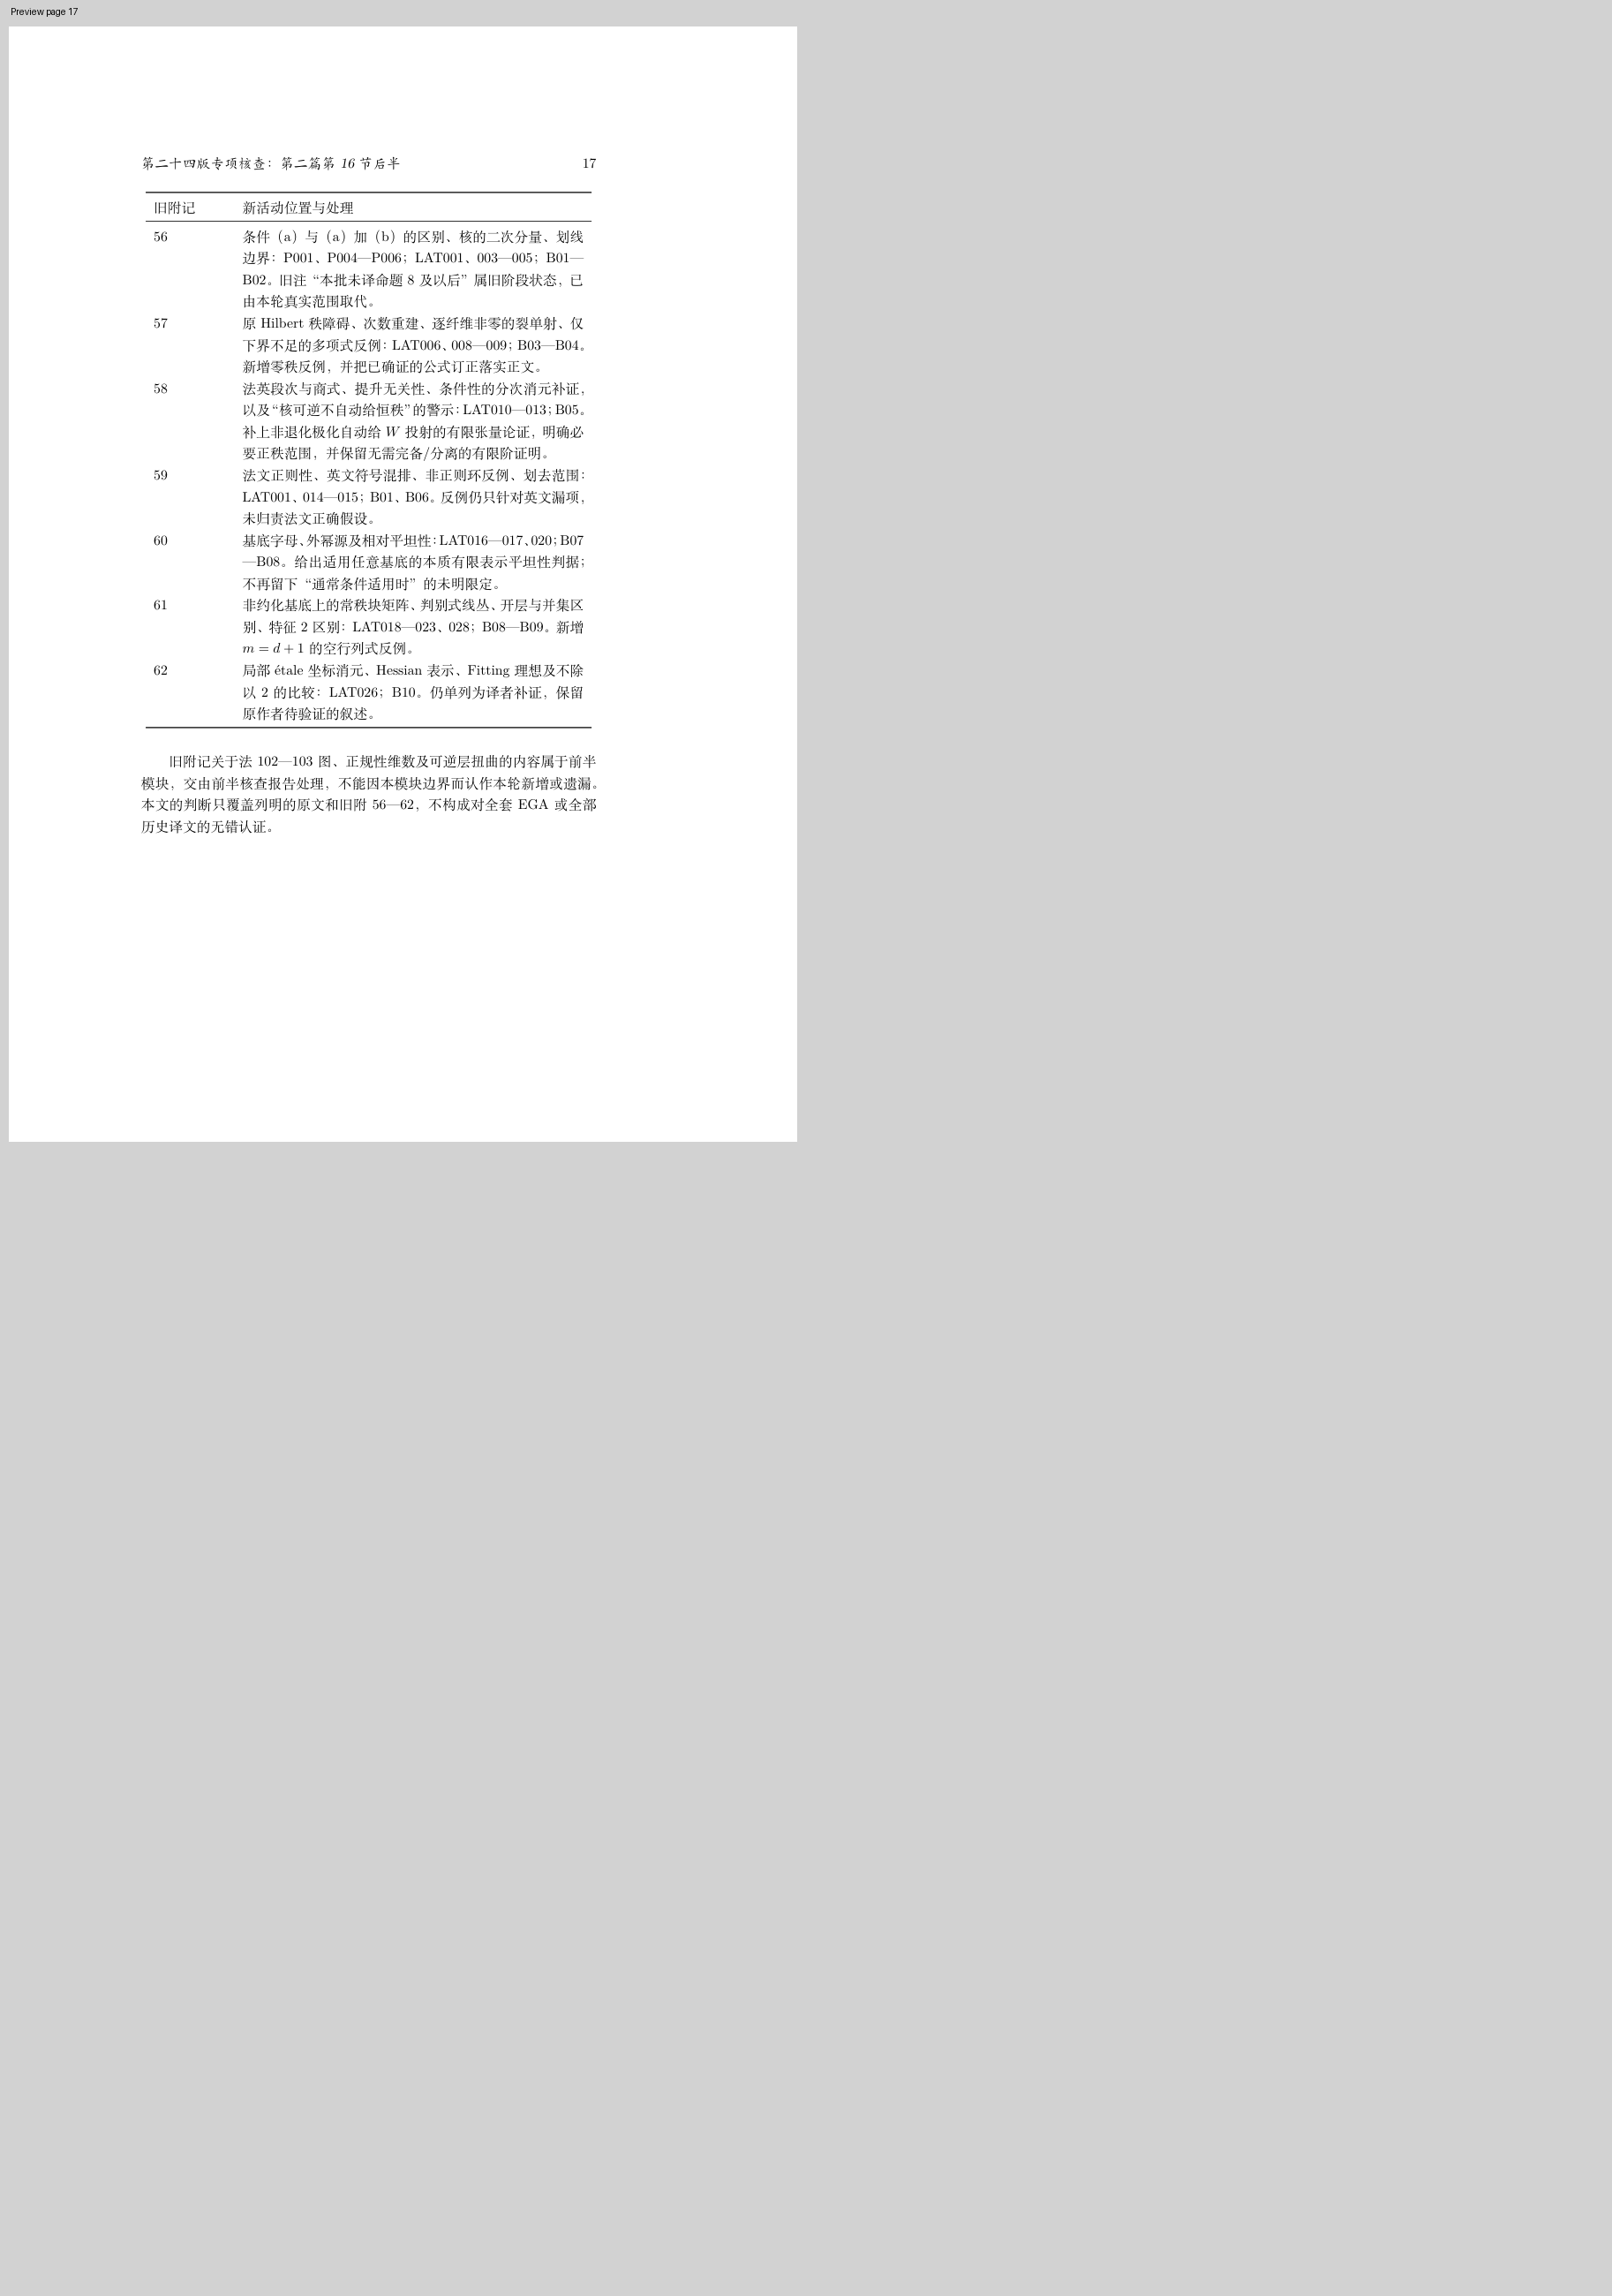 Preview page 17
第二十四版专项核查：第二篇第 16 节后半 17
旧附记 新活动位置与处理
56 条件（a）与（a）加（b）的区别、核的二次分量、划线
边界：P001、P004—P006；LAT001、003—005；B01—
B02。旧注 “本批未译命题 8 及以后” 属旧阶段状态，已
由本轮真实范围取代。
57 原 Hilbert 秩障碍、次数重建、逐纤维非零的裂单射、仅
下界不足的多项式反例：LAT006、008—009；B03—B04。
新增零秩反例，并把已确证的公式订正落实正文。
58 法英段次与商式、提升无关性、条件性的分次消元补证，
以及“核可逆不自动给恒秩”的警示：LAT010—013；B05。
补上非退化极化自动给 W 投射的有限张量论证，明确必
要正秩范围，并保留无需完备/分离的有限阶证明。
59 法文正则性、英文符号混排、非正则环反例、划去范围：
LAT001、014—015；B01、B06。反例仍只针对英文漏项，
未归责法文正确假设。
60 基底字母、外幂源及相对平坦性：LAT016—017、020；B07
—B08。给出适用任意基底的本质有限表示平坦性判据；
不再留下 “通常条件适用时” 的未明限定。
61 非约化基底上的常秩块矩阵、判别式线丛、开层与并集区
别、特征 2 区别：LAT018—023、028；B08—B09。新增
m = d + 1 的空行列式反例。
62 局部 étale 坐标消元、Hessian 表示、Fitting 理想及不除
以 2 的比较：LAT026；B10。仍单列为译者补证，保留
原作者待验证的叙述。
旧附记关于法 102—103 图、正规性维数及可逆层扭曲的内容属于前半
模块，交由前半核查报告处理，不能因本模块边界而认作本轮新增或遗漏。
本文的判断只覆盖列明的原文和旧附 56—62，不构成对全套 EGA 或全部
历史译文的无错认证。